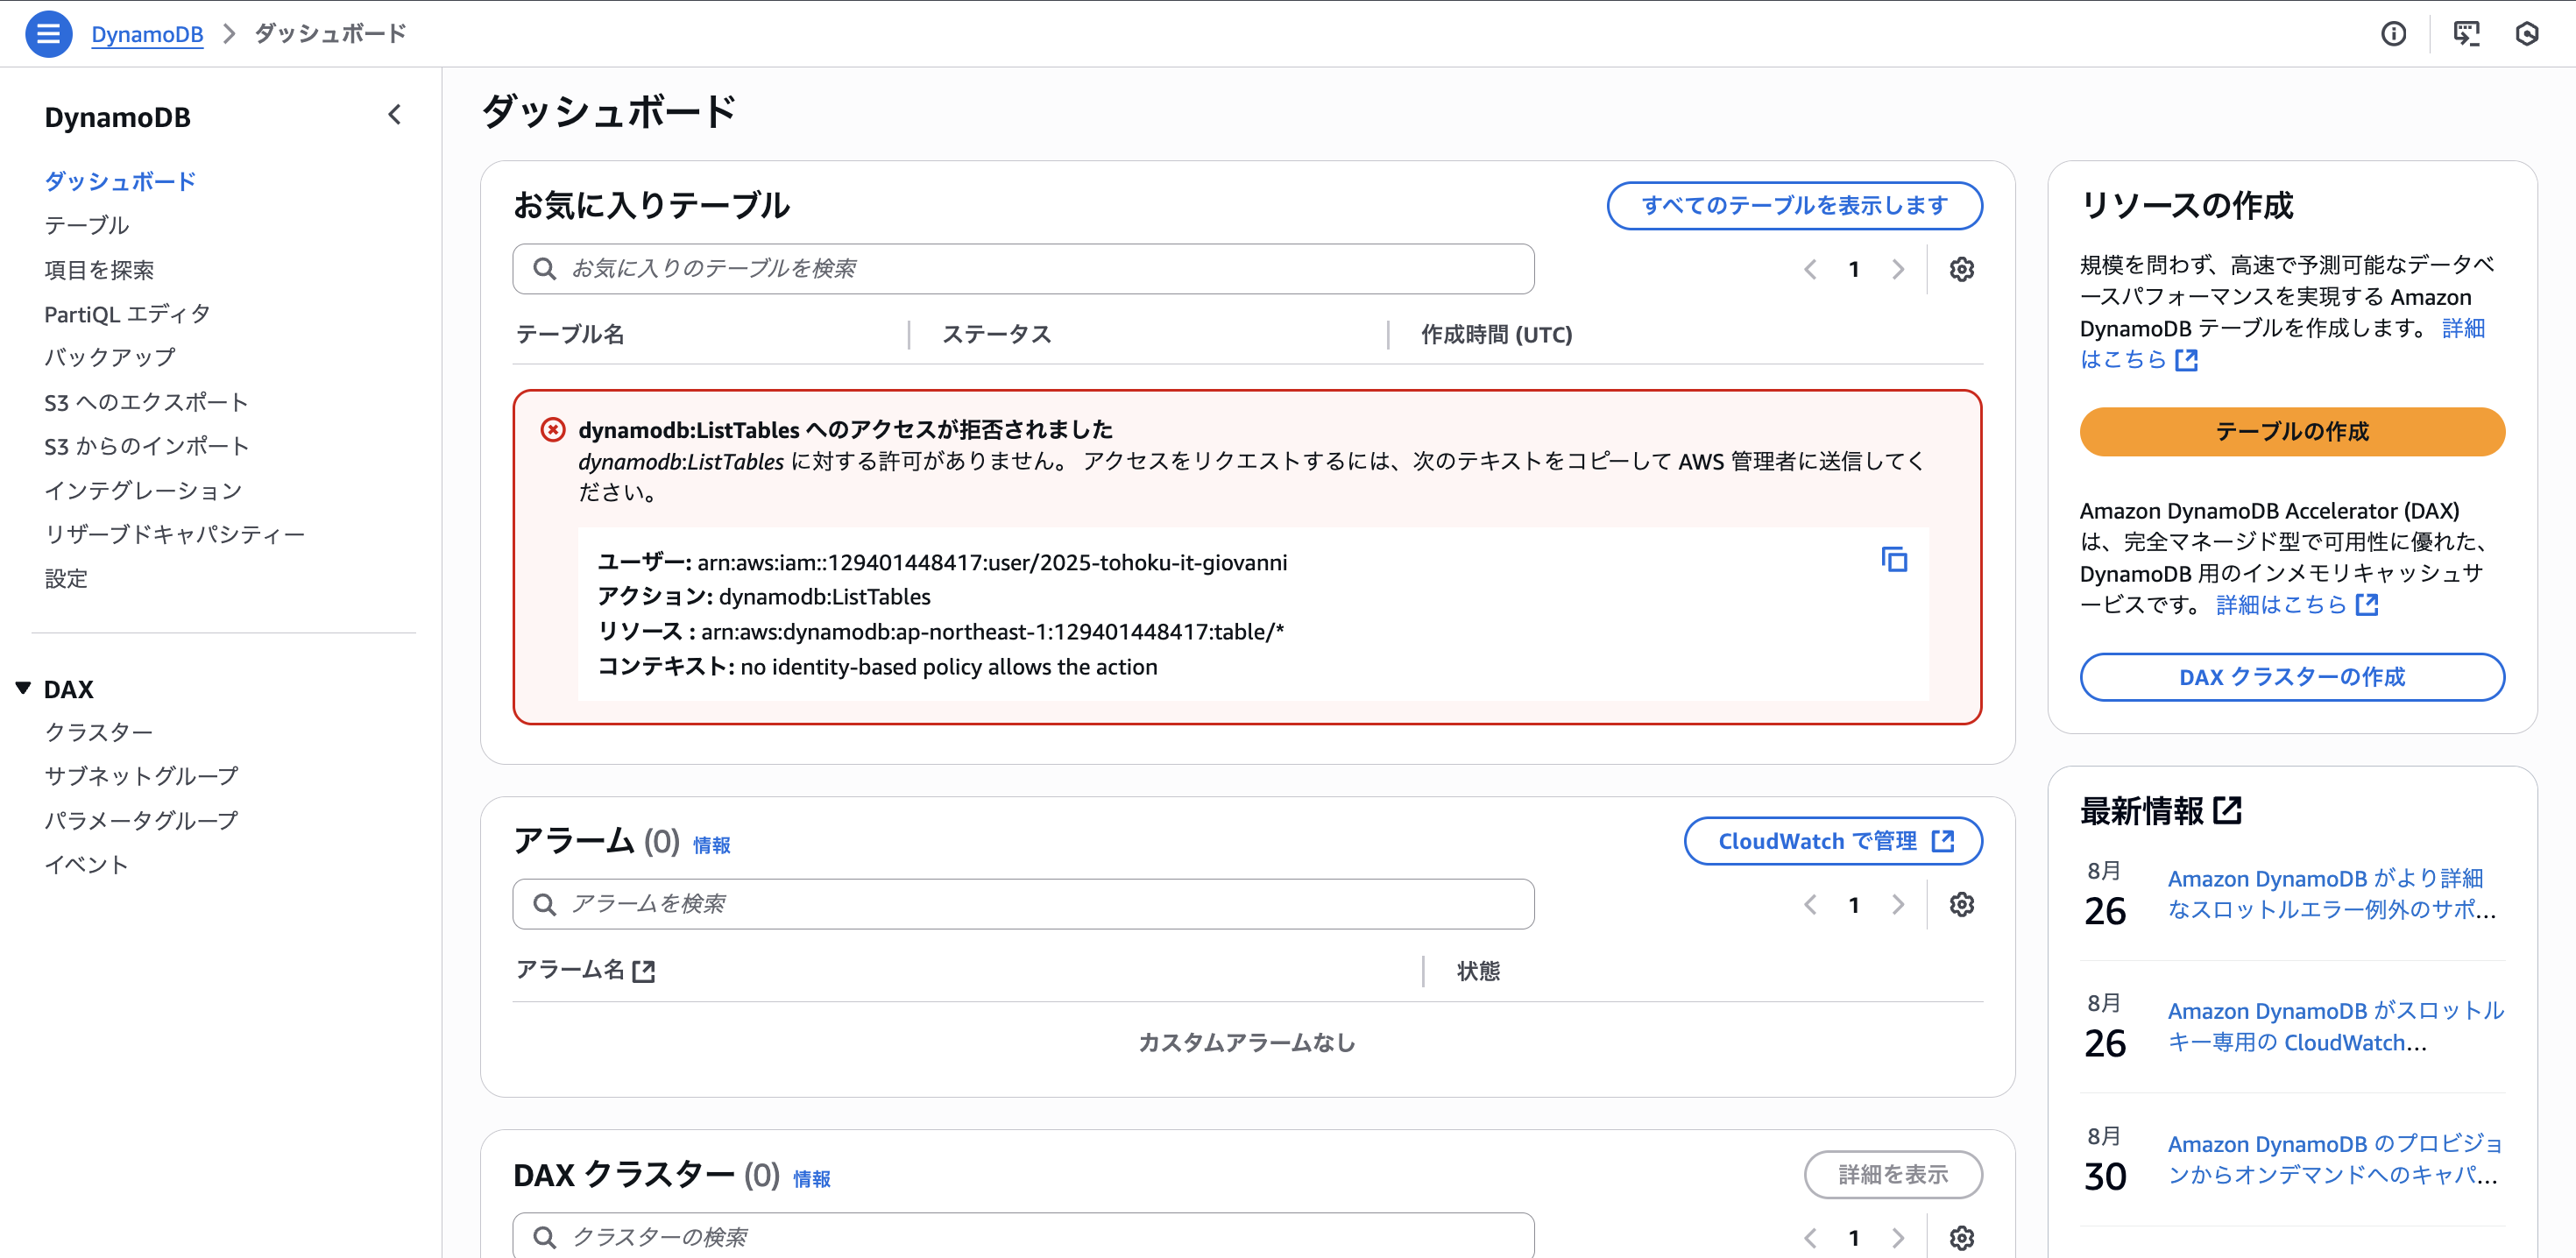 DynamoDB > ダッシュボード
DynamoDB
ダッシュボード
テーブル
項目を探索
PartiQL エディタ
バックアップ
S3 へのエクスポート
S3 からのインポート
インテグレーション
リザーブドキャパシティー
設定
DAX
クラスター
サブネットグループ
パラメータグループ
イベント
ダッシュボード
お気に入りテーブル
すべてのテーブルを表示します
お気に入りのテーブルを検索
1
テーブル名
ステータス
作成時間 (UTC)
dynamodb:ListTables へのアクセスが拒否されました
dynamodb:ListTables に対する許可がありません。 アクセスをリクエストするには、次のテキストをコピーして AWS 管理者に送信してく
ださい。
ユーザー: arn:aws:iam::129401448417:user/2025-tohoku-it-giovanni
アクション: dynamodb:ListTables
リソース : arn:aws:dynamodb:ap-northeast-1:129401448417:table/*
コンテキスト: no identity-based policy allows the action
アラーム (0) 情報
CloudWatch で管理
アラームを検索
1
アラーム名
状態
カスタムアラームなし
DAX クラスター (0) 情報
詳細を表示
クラスターの検索
1
リソースの作成
規模を問わず、高速で予測可能なデータベ
ースパフォーマンスを実現する Amazon
DynamoDB テーブルを作成します。 詳細
はこちら
テーブルの作成
Amazon DynamoDB Accelerator (DAX)
は、完全マネージド型で可用性に優れた、
DynamoDB 用のインメモリキャッシュサ
ービスです。 詳細はこちら
DAX クラスターの作成
最新情報
8月
26
Amazon DynamoDB がより詳細
なスロットルエラー例外のサポ...
8月
26
Amazon DynamoDB がスロットル
キー専用の CloudWatch...
8月
30
Amazon DynamoDB のプロビジョ
ンからオンデマンドへのキャパ...